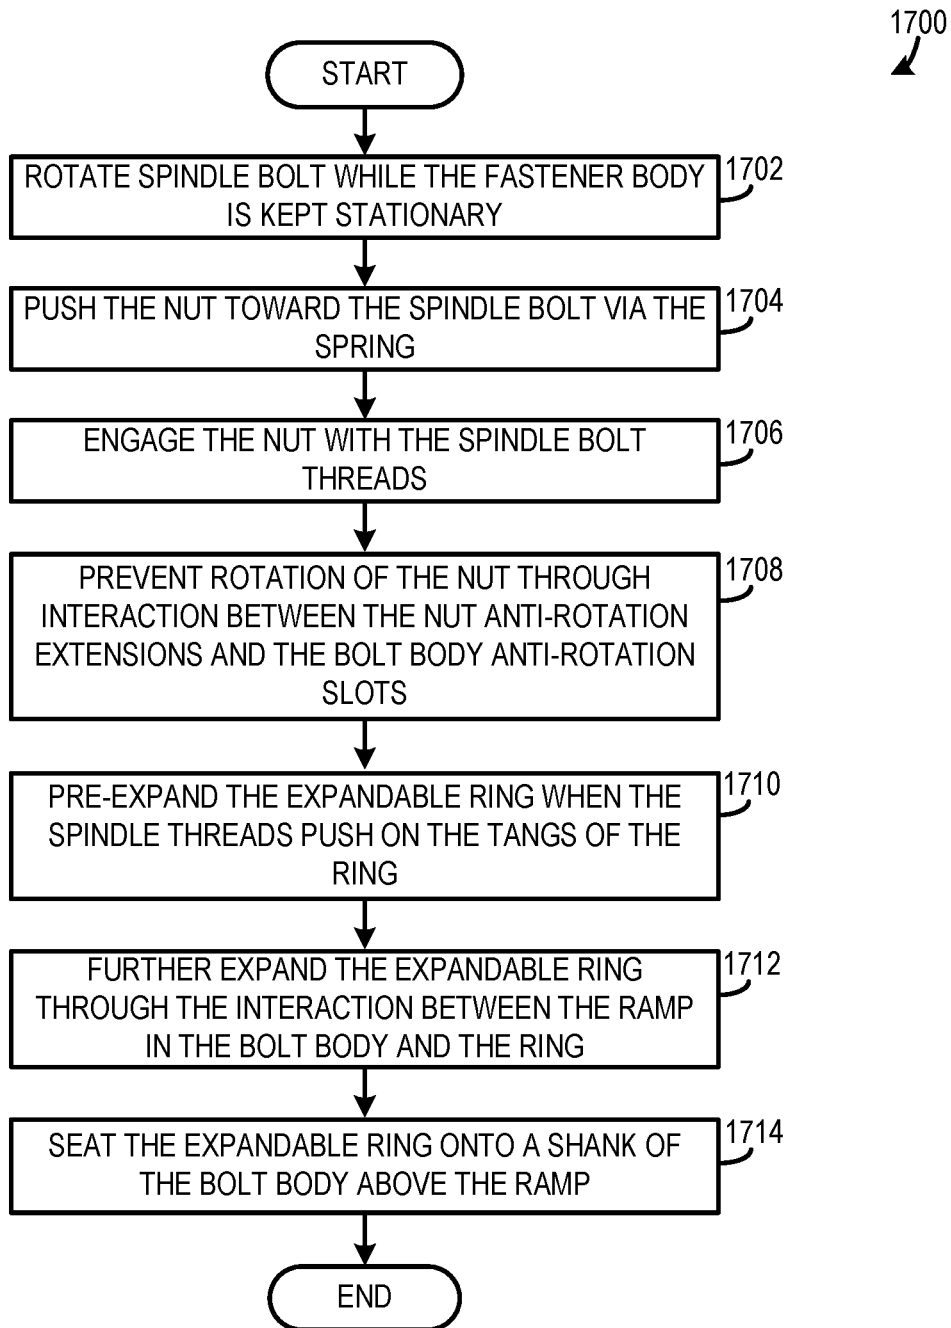 1700
START
ROTATE SPINDLE BOLT WHILE THE FASTENER BODY
IS KEPT STATIONARY
1702
PUSH THE NUT TOWARD THE SPINDLE BOLT VIA THE
SPRING
1704
ENGAGE THE NUT WITH THE SPINDLE BOLT
THREADS
1706
PREVENT ROTATION OF THE NUT THROUGH
INTERACTION BETWEEN THE NUT ANTI-ROTATION
EXTENSIONS AND THE BOLT BODY ANTI-ROTATION
SLOTS
1708
PRE-EXPAND THE EXPANDABLE RING WHEN THE
SPINDLE THREADS PUSH ON THE TANGS OF THE
RING
1710
FURTHER EXPAND THE EXPANDABLE RING
THROUGH THE INTERACTION BETWEEN THE RAMP
IN THE BOLT BODY AND THE RING
1712
SEAT THE EXPANDABLE RING ONTO A SHANK OF
THE BOLT BODY ABOVE THE RAMP
1714
END